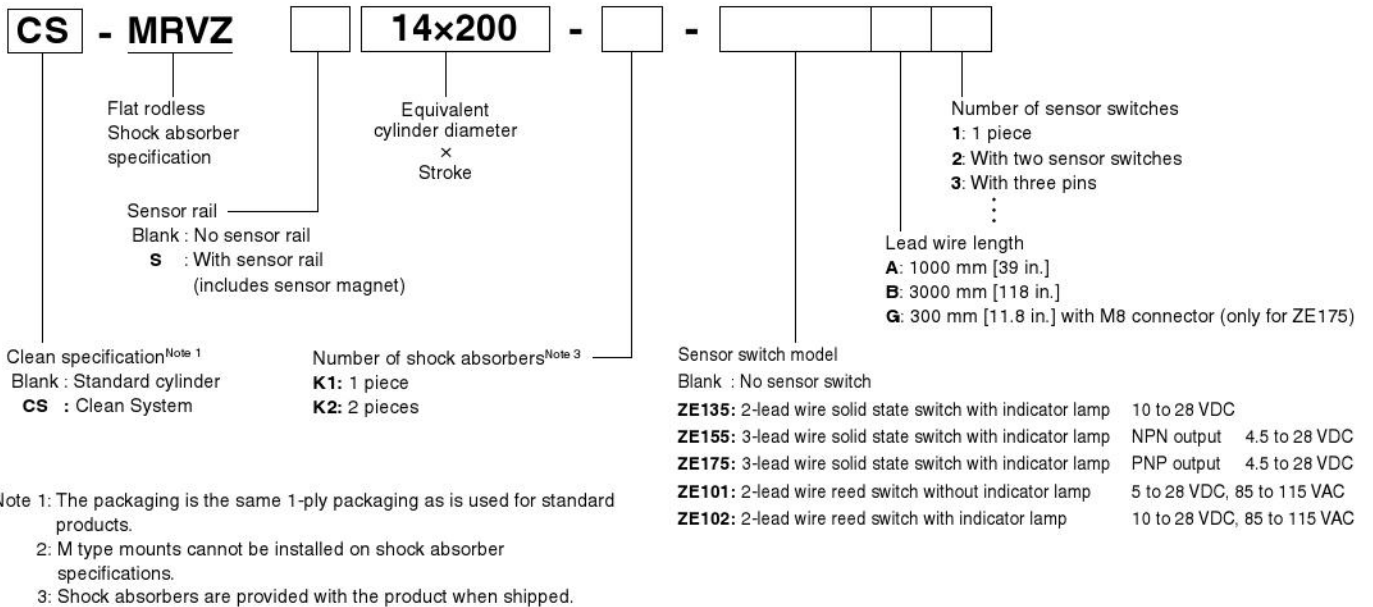 CS - MRVZ 14×200 - -
Flat rodless
Shock absorber
specification
Equivalent
cylinder diameter
×
Stroke
Number of sensor switches
1: 1 piece
2: With two sensor switches
3: With three pins
⋮
Sensor rail
Blank : No sensor rail
S : With sensor rail
(includes sensor magnet)
Lead wire length
A: 1000 mm [39 in.]
B: 3000 mm [118 in.]
G: 300 mm [11.8 in.] with M8 connector (only for ZE175)
Clean specification Note 1
Blank : Standard cylinder
CS : Clean System
Number of shock absorbers Note 3
K1: 1 piece
K2: 2 pieces
Sensor switch model
Blank : No sensor switch
ZE135: 2-lead wire solid state switch with indicator lamp 10 to 28 VDC
ZE155: 3-lead wire solid state switch with indicator lamp NPN output 4.5 to 28 VDC
ZE175: 3-lead wire solid state switch with indicator lamp PNP output 4.5 to 28 VDC
ZE101: 2-lead wire reed switch without indicator lamp 5 to 28 VDC, 85 to 115 VAC
ZE102: 2-lead wire reed switch with indicator lamp 10 to 28 VDC, 85 to 115 VAC
Note 1: The packaging is the same 1-ply packaging as is used for standard
products.
2: M type mounts cannot be installed on shock absorber
specifications.
3: Shock absorbers are provided with the product when shipped.